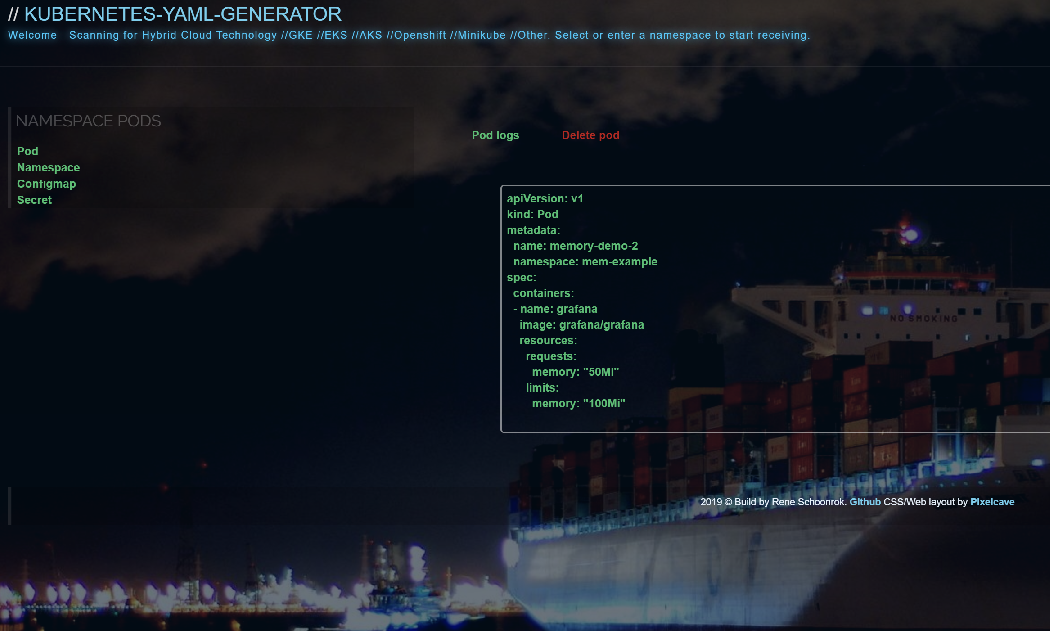 // KUBERNETES-YAML-GENERATOR
Welcome   Scanning for Hybrid Cloud Technology //GKE //EKS //AKS //Openshift //Minikube //Other. Select or enter a namespace to start receiving.
NAMESPACE PODS
Pod
Namespace
Configmap
Secret
Pod logs
Delete pod
apiVersion: v1
kind: Pod
metadata:
  name: memory-demo-2
  namespace: mem-example
spec:
  containers:
  - name: grafana
    image: grafana/grafana
    resources:
      requests:
        memory: "50Mi"
      limits:
        memory: "100Mi"
NO SMOKING
2019 © Build by Rene Schoonrok. Github CSS/Web layout by Pixelcave